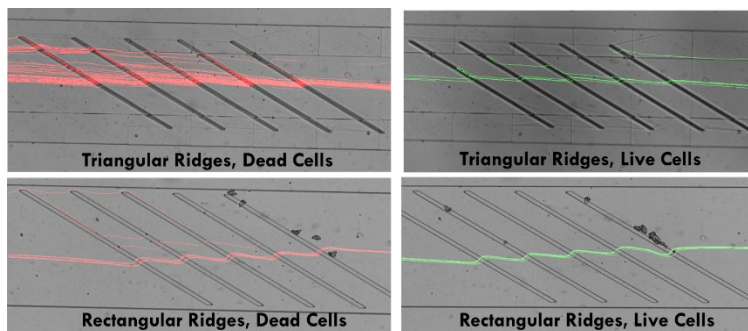 Triangular Ridges, Dead Cells
Triangular Ridges, Live Cells
Rectangular Ridges, Dead Cells
Rectangular Ridges, Live Cells